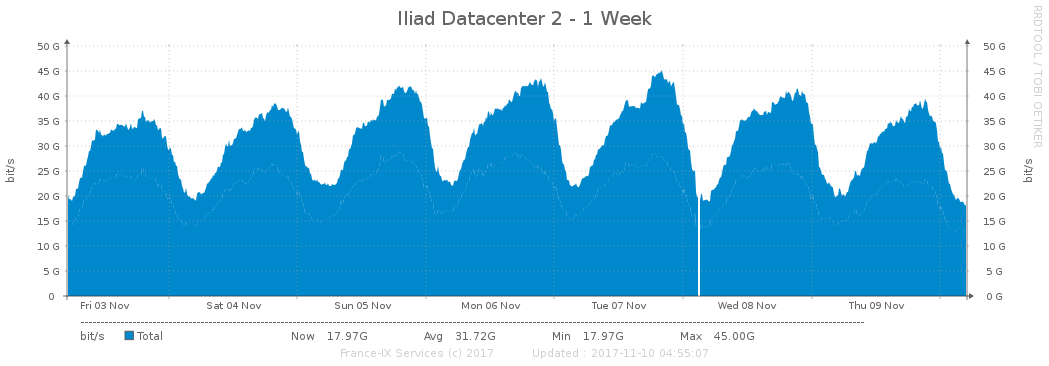 Iliad Datacenter 2 - 1 Week
50 G 50 G
45 G 45 G
40 G 40 G
35 G 35 G
30 G 30 G
25 G 25 G
20 G 20 G
15 G 15 G
10 G 10 G
5 G 5 G
0 0 G
bit/s
bit/s
RRDTOOL / TOBI OETIKER
Fri 03 Nov Sat 04 Nov Sun 05 Nov Mon 06 Nov Tue 07 Nov Wed 08 Nov Thu 09 Nov
bit/s Total Now 17.97G Avg 31.72G Min 17.97G Max 45.00G
France-IX Services (c) 2017 Updated : 2017-11-10 04:55:07